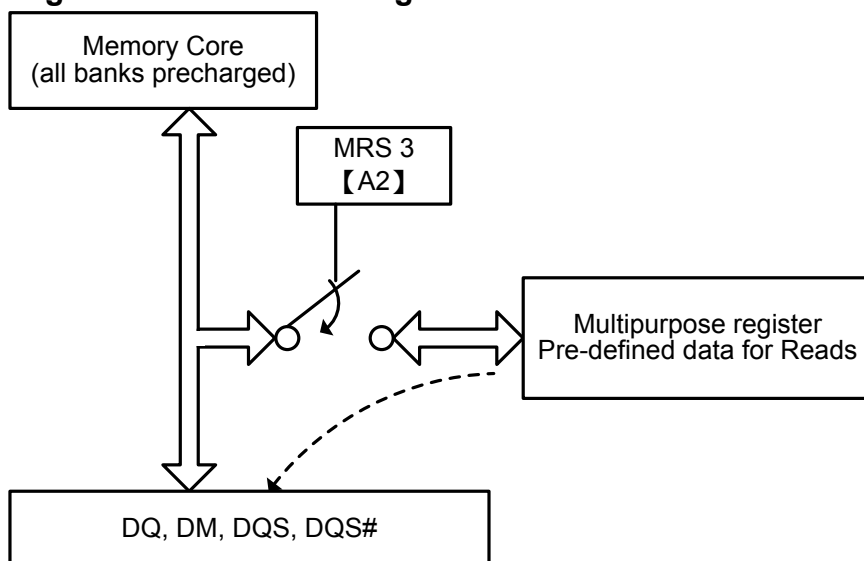 Memory Core
(all banks precharged)
MRS 3
【A2】
Multipurpose register
Pre-defined data for Reads
DQ, DM, DQS, DQS#